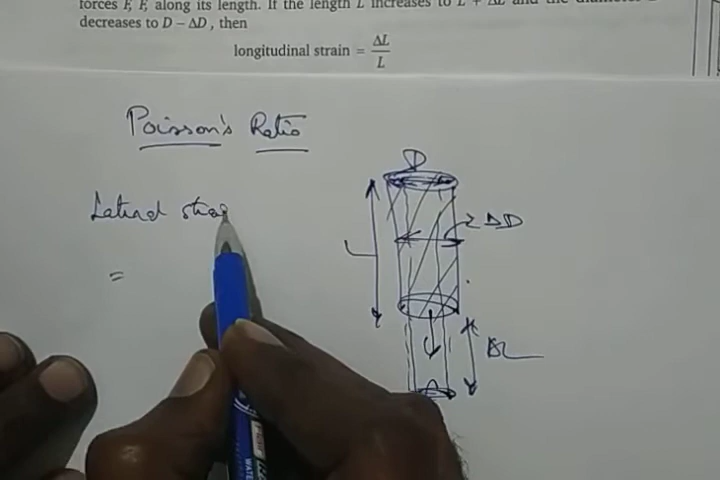 forces F, F, along its length. If the length L increases to L + ΔL and the diameter D
decreases to D – ΔD, then
longitudinal strain = ΔL/L
Poisson's Ratio
D
Lateral stra
ΔD
L
=
ΔL